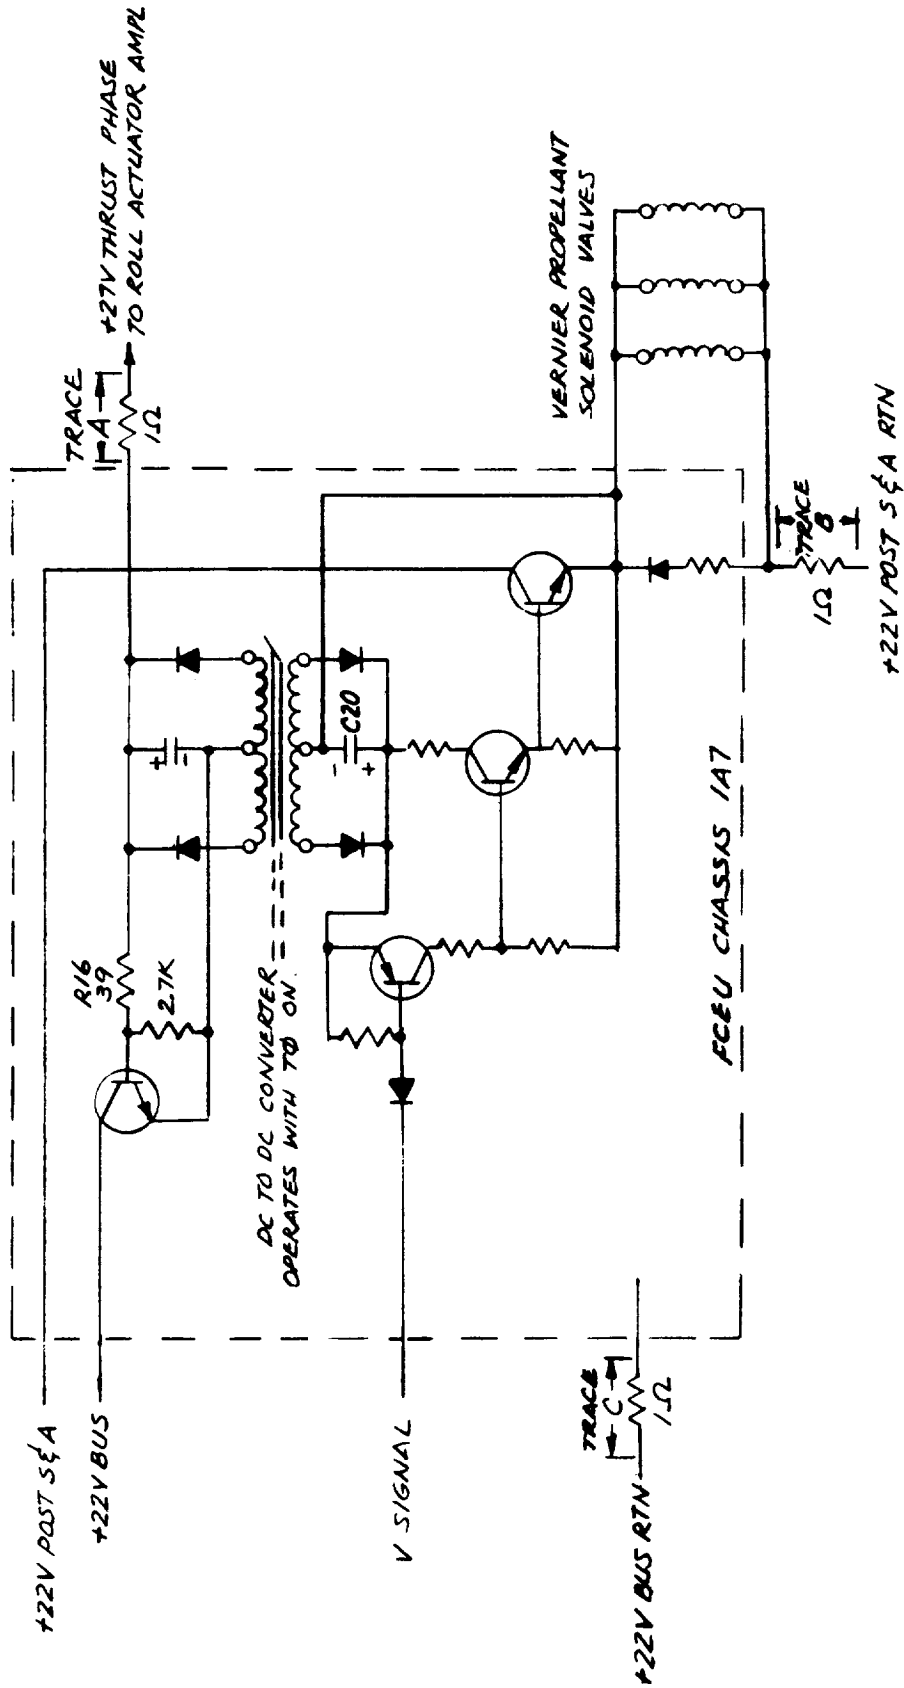 +22V POST S&A
+22V BUS
V SIGNAL
+22V BUS RTN
TRACE
C
1Ω
R16
39
2.7K
DC TO DC CONVERTER
OPERATES WITH TØ ON
+
-
-
+
C20
TRACE
A
1Ω
+27V THRUST PHASE
TO ROLL ACTUATOR AMPL
VERNIER PROPELLANT
SOLENOID VALVES
FCEU CHASSIS 1A7
TRACE
B
1Ω
+22V POST S&A RTN